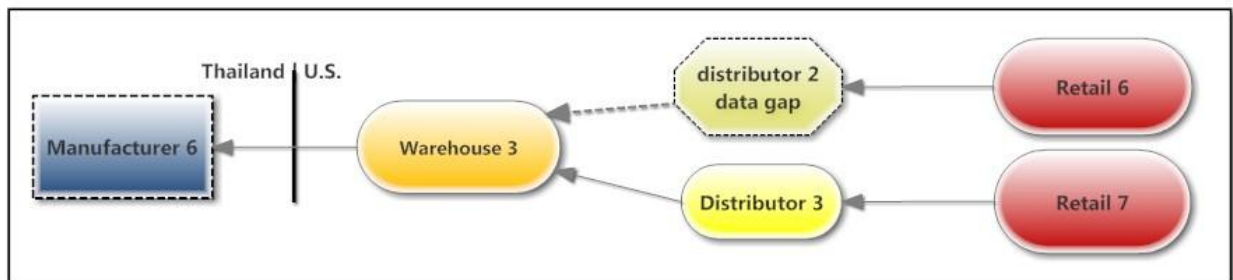 Thailand U.S.
Manufacturer 6
Warehouse 3
distributor 2
data gap
Distributor 3
Retail 6
Retail 7